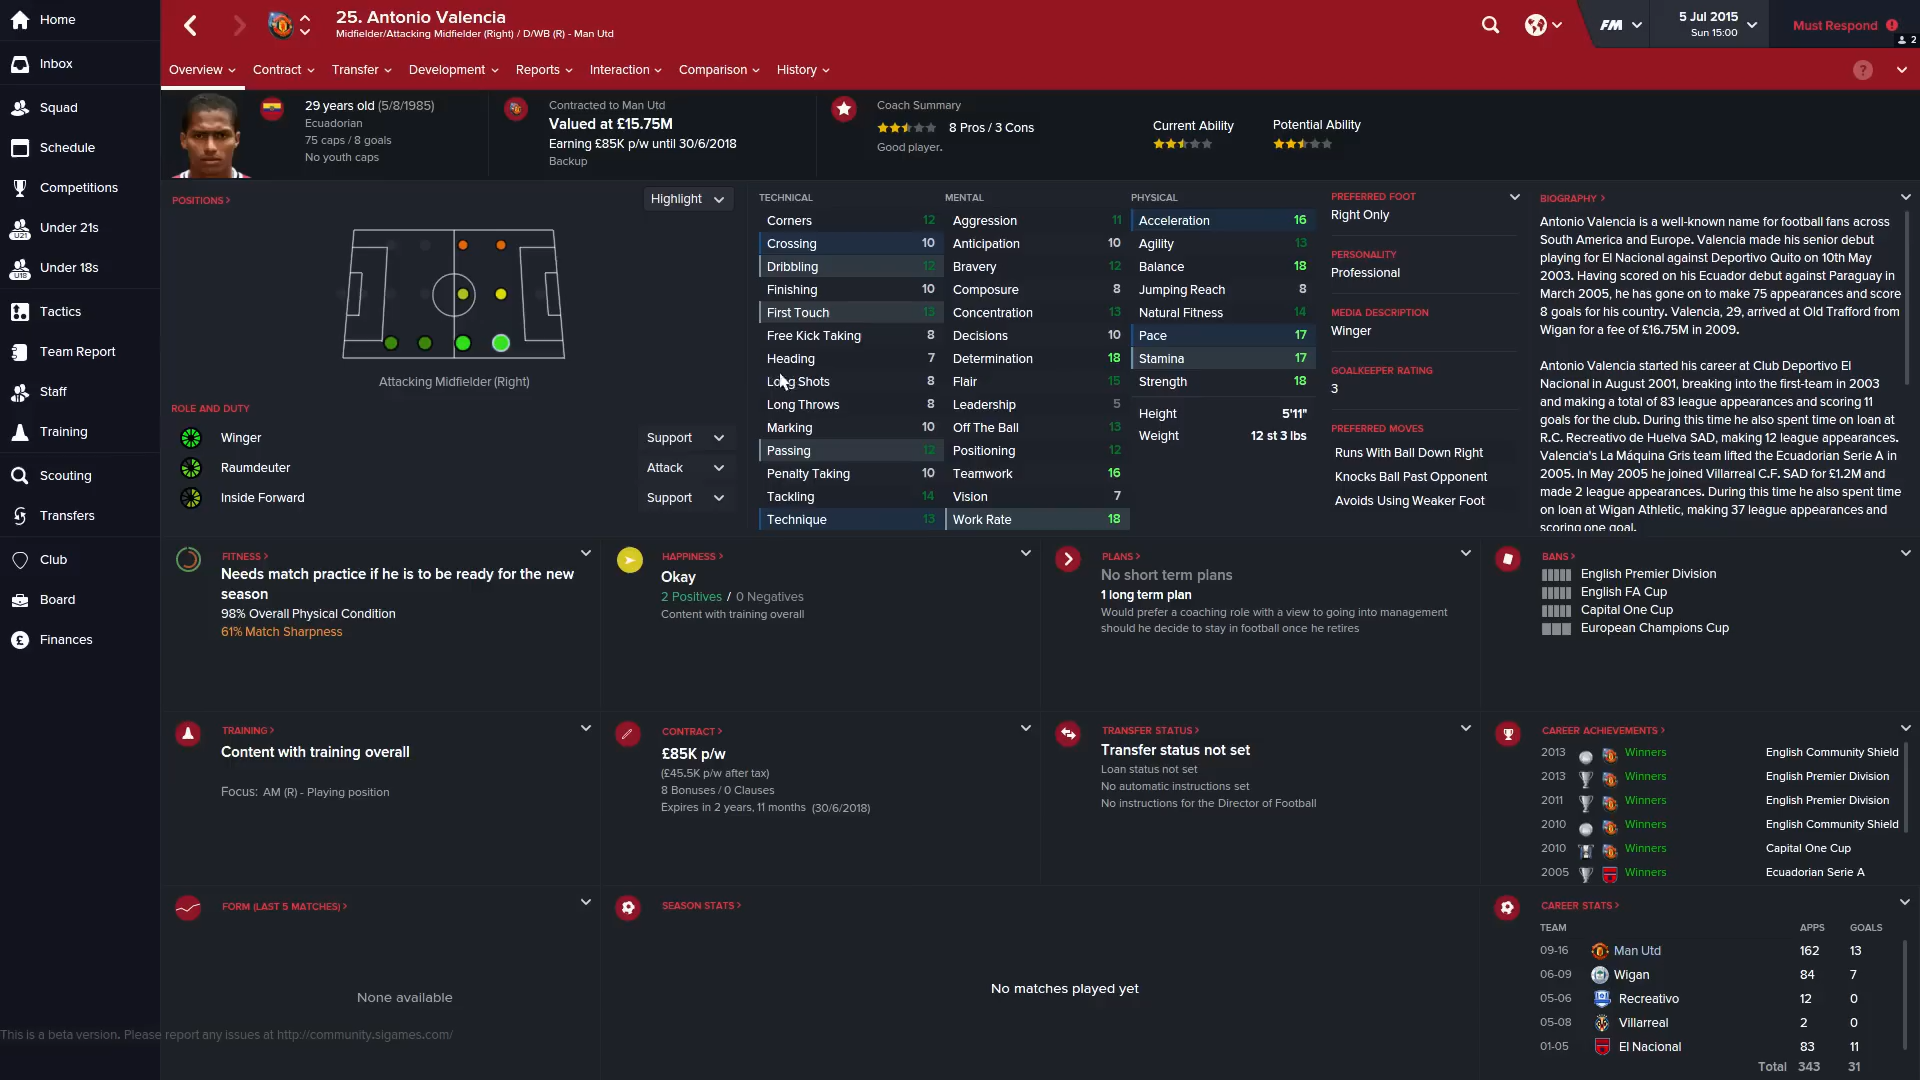 Home
Inbox
Squad
Schedule
Competitions
Under 21s
Under 18s
Tactics
Team Report
Staff
Training
Scouting
Transfers
Club
Board
Finances
25. Antonio Valencia
Midfielder/Attacking Midfielder (Right) / D/WB (R) - Man Utd
FM
5 Jul 2015
Sun 15:00
Must Respond
2
Overview
Contract
Transfer
Development
Reports
Interaction
Comparison
History
?
29 years old (5/8/1985)
Ecuadorian
75 caps / 8 goals
No youth caps
Contracted to Man Utd
Valued at £15.75M
Earning £85K p/w until 30/6/2018
Backup
Coach Summary
8 Pros / 3 Cons
Good player.
Current Ability
Potential Ability
POSITIONS >
Highlight
Attacking Midfielder (Right)
ROLE AND DUTY
Winger Support
Raumdeuter Attack
Inside Forward Support
TECHNICAL
Corners 12
Crossing 10
Dribbling 12
Finishing 10
First Touch 13
Free Kick Taking 8
Heading 7
Long Shots 8
Long Throws 8
Marking 10
Passing 12
Penalty Taking 10
Tackling 14
Technique 13
MENTAL
Aggression 11
Anticipation 10
Bravery 12
Composure 8
Concentration 13
Decisions 10
Determination 18
Flair 15
Leadership 5
Off The Ball 13
Positioning 12
Teamwork 16
Vision 7
Work Rate 18
PHYSICAL
Acceleration 16
Agility 13
Balance 18
Jumping Reach 8
Natural Fitness 14
Pace 17
Stamina 17
Strength 18
Height 5'11"
Weight 12 st 3 lbs
PREFERRED FOOT
Right Only
PERSONALITY
Professional
MEDIA DESCRIPTION
Winger
GOALKEEPER RATING
3
PREFERRED MOVES
Runs With Ball Down Right
Knocks Ball Past Opponent
Avoids Using Weaker Foot
BIOGRAPHY >
Antonio Valencia is a well-known name for football fans across
South America and Europe. Valencia made his senior debut
playing for El Nacional against Deportivo Quito on 10th May
2003. Having scored on his Ecuador debut against Paraguay in
March 2005, he has gone on to make 75 appearances and score
8 goals for his country. Valencia, 29, arrived at Old Trafford from
Wigan for a fee of £16.75M in 2009.
Antonio Valencia started his career at Club Deportivo El
Nacional in August 2001, breaking into the first-team in 2003
and making a total of 83 league appearances and scoring 11
goals for the club. During this time he also spent time on loan at
R.C. Recreativo de Huelva SAD, making 12 league appearances.
Valencia's La Máquina Gris team lifted the Ecuadorian Serie A in
2005. In May 2005 he joined Villarreal C.F. SAD for £1.2M and
made 2 league appearances. During this time he also spent time
on loan at Wigan Athletic, making 37 league appearances and
scoring one goal.
FITNESS >
Needs match practice if he is to be ready for the new
season
98% Overall Physical Condition
61% Match Sharpness
HAPPINESS >
Okay
2 Positives / 0 Negatives
Content with training overall
PLANS >
No short term plans
1 long term plan
Would prefer a coaching role with a view to going into management
should he decide to stay in football once he retires
BANS >
English Premier Division
English FA Cup
Capital One Cup
European Champions Cup
TRAINING >
Content with training overall
Focus: AM (R) - Playing position
CONTRACT >
£85K p/w
(£45.5K p/w after tax)
8 Bonuses / 0 Clauses
Expires in 2 years, 11 months (30/6/2018)
TRANSFER STATUS >
Transfer status not set
Loan status not set
No automatic instructions set
No instructions for the Director of Football
CAREER ACHIEVEMENTS >
2013 Winners English Community Shield
2013 Winners English Premier Division
2011 Winners English Premier Division
2010 Winners English Community Shield
2010 Winners Capital One Cup
2005 Winners Ecuadorian Serie A
FORM (LAST 5 MATCHES) >
None available
SEASON STATS >
No matches played yet
CAREER STATS >
TEAM APPS GOALS
09-16 Man Utd 162 13
06-09 Wigan 84 7
05-06 Recreativo 12 0
05-08 Villarreal 2 0
01-05 El Nacional 83 11
Total 343 31
This is a beta version. Please report any issues at http://community.sigames.com/